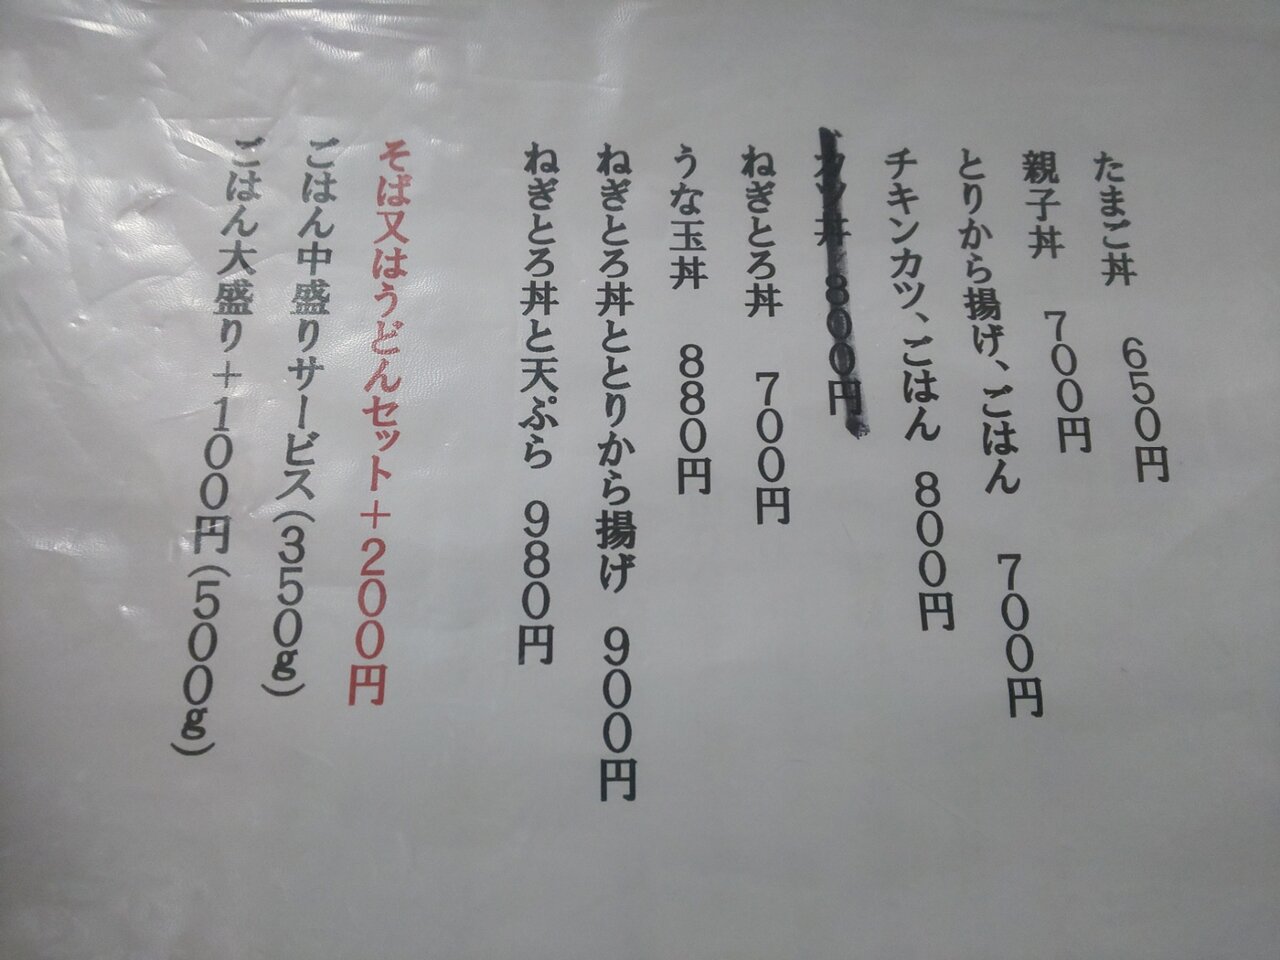 たまご丼　６５０円
親子丼　７００円
とりから揚げ、ごはん　７００円
チキンカツ、ごはん　８００円
カツ丼　８００円
ねぎとろ丼　７００円
うな玉丼　８８０円
ねぎとろ丼ととりから揚げ　９００円
ねぎとろ丼と天ぷら　９８０円
そば又はうどんセット＋２００円
ごはん中盛りサービス（３５０ｇ）
ごはん大盛り＋１００円（５００ｇ）